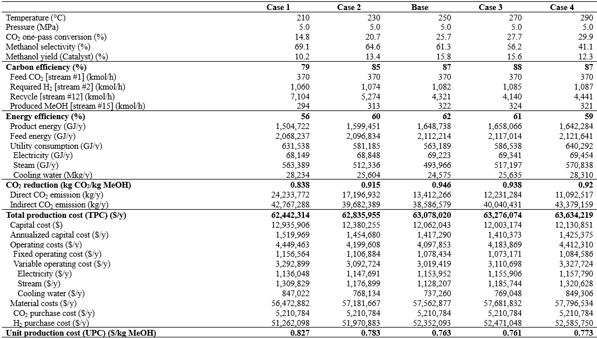 Case 1 Case 2 Base Case 3 Case 4
Temperature (°C) 210 230 250 270 290
Pressure (MPa) 5.0 5.0 5.0 5.0 5.0
CO₂ one-pass conversion (%) 14.8 20.7 25.7 27.7 29.9
Methanol selectivity (%) 69.1 64.6 61.3 56.2 41.1
Methanol yield (Catalyst) (%) 10.2 13.4 15.8 15.6 12.3
Carbon efficiency (%) 79 85 87 88 87
Feed CO₂ [stream #1] (kmol/h) 370 370 370 370 370
Required H₂ [stream #2] (kmol/h) 1,060 1,074 1,082 1,085 1,087
Recycle [stream #12] (kmol/h) 7,104 5,274 4,321 4,140 4,441
Produced MeOH [stream #15] (kmol/h) 294 313 322 324 321
Energy efficiency (%) 56 60 62 61 59
Product energy (GJ/y) 1,504,722 1,599,451 1,648,738 1,658,066 1,642,284
Feed energy (GJ/y) 2,068,237 2,096,834 2,112,214 2,117,014 2,121,641
Utility consumption (GJ/y) 631,538 581,185 563,189 586,538 640,292
Electricity (GJ/y) 68,149 68,848 69,223 69,341 69,454
Steam (GJ/y) 563,389 512,336 493,966 517,197 570,838
Cooling water (Mkg/y) 28,234 25,604 24,575 25,635 28,310
CO₂ reduction (kg CO₂/kg MeOH) 0.838 0.915 0.946 0.938 0.92
Direct CO₂ emission (kg/y) 24,233,772 17,196,932 13,412,266 12,231,284 11,092,517
Indirect CO₂ emission (kg/y) 42,767,288 39,682,389 38,586,579 40,040,431 43,379,159
Total production cost (TPC) ($/y) 62,442,314 62,835,955 63,078,020 63,276,074 63,634,219
Capital cost ($) 12,935,906 12,380,255 12,062,043 12,003,174 12,130,851
Annualized capital cost ($/y) 1,519,969 1,454,680 1,417,290 1,410,373 1,425,375
Operating costs ($/y) 4,449,463 4,199,608 4,097,853 4,183,869 4,412,310
Fixed operating cost ($/y) 1,156,564 1,106,884 1,078,434 1,073,171 1,084,586
Variable operating cost ($/y) 3,292,899 3,092,724 3,019,419 3,110,698 3,327,724
Electricity ($/y) 1,136,048 1,147,691 1,153,952 1,155,906 1,157,790
Stream ($/y) 1,309,829 1,176,899 1,128,207 1,185,744 1,320,628
Cooling water ($/y) 847,022 768,134 737,260 769,048 849,306
Material costs ($/y) 56,472,882 57,181,667 57,562,877 57,681,832 57,796,534
CO₂ purchase cost ($/y) 5,210,784 5,210,784 5,210,784 5,210,784 5,210,784
H₂ purchase cost ($/y) 51,262,098 51,970,883 52,352,093 52,471,048 52,585,750
Unit production cost (UPC) ($/kg MeOH) 0.827 0.783 0.763 0.761 0.773